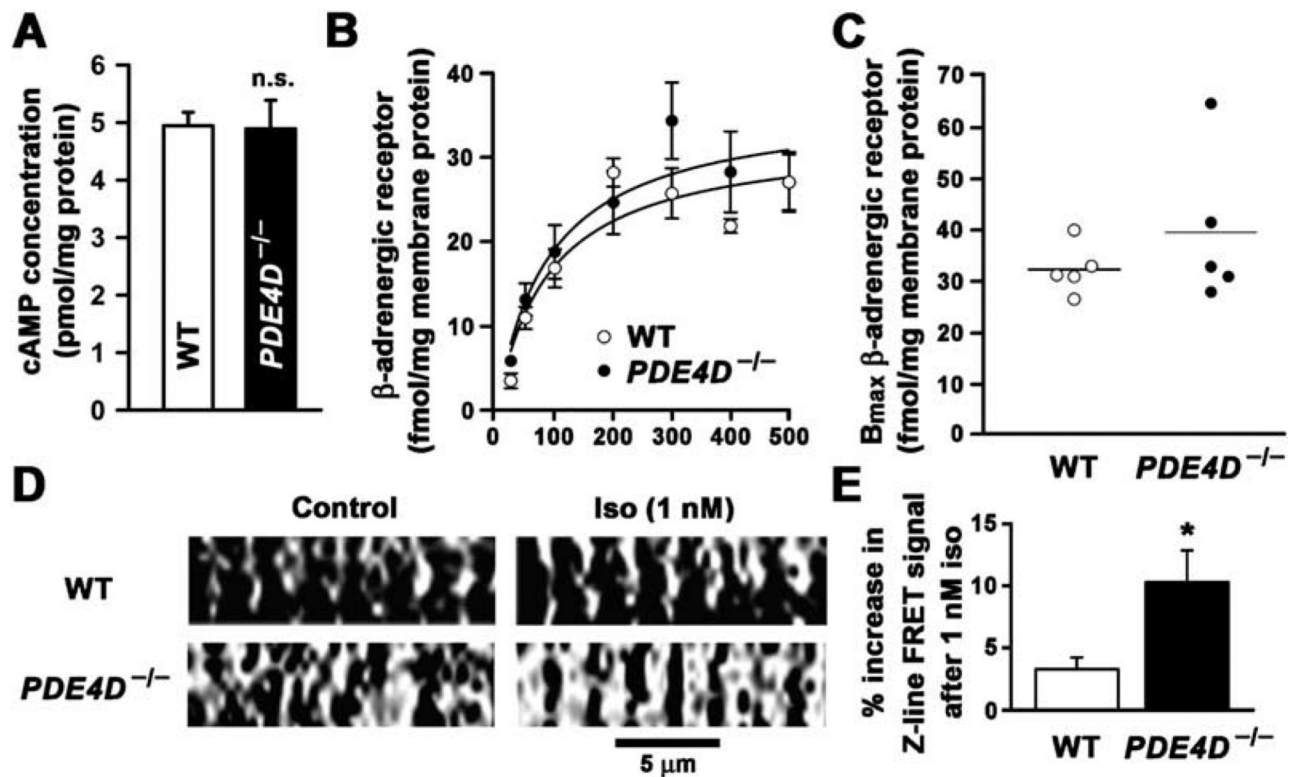 A
cAMP concentration
(pmol/mg protein)
6
5
4
3
2
1
0
n.s.
WT
PDE4D−/−
B
β-adrenergic receptor
(fmol/mg membrane protein)
40
30
20
10
0
WT
PDE4D−/−
0 100 200 300 400 500
C
Bmax β-adrenergic receptor
(fmol/mg membrane protein)
70
60
50
40
30
30
10
0
WT PDE4D−/−
D
Control Iso (1 nM)
WT
PDE4D−/−
5 μm
E
% increase in
Z-line FRET signal
after 1 nM iso
15
10
5
0
*
WT PDE4D−/−